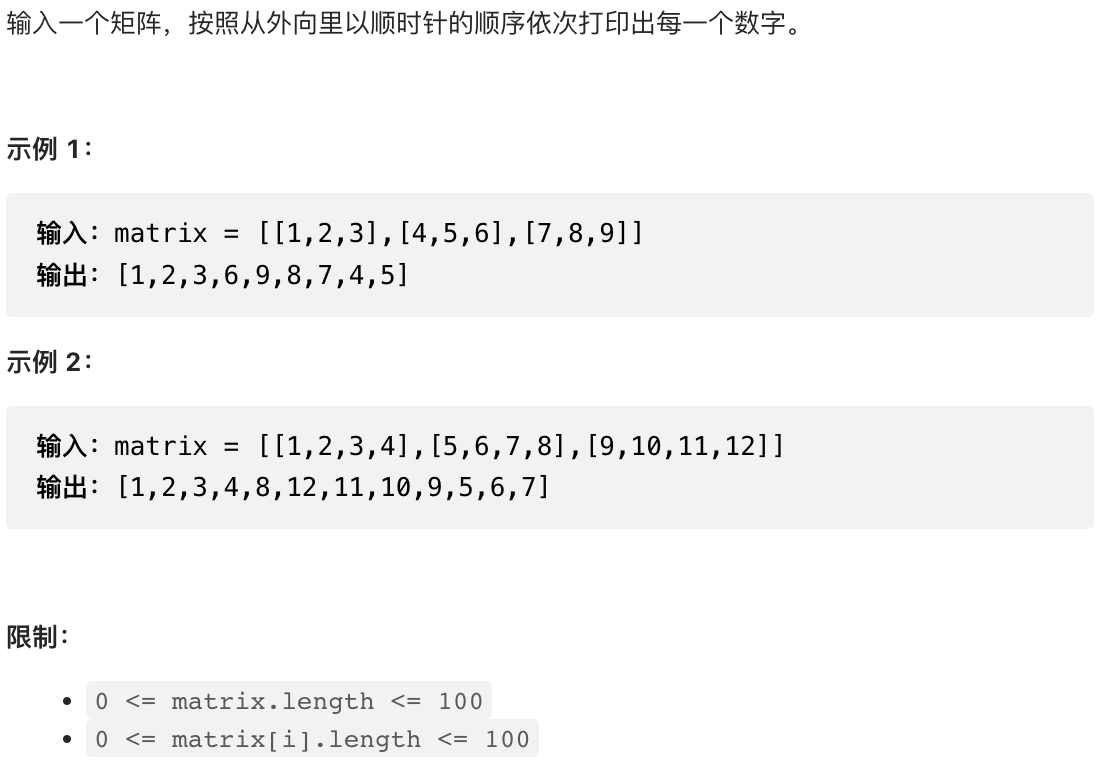 输入一个矩阵，按照从外向里以顺时针的顺序依次打印出每一个数字。
示例 1：
输入：matrix = [[1,2,3],[4,5,6],[7,8,9]]
输出：[1,2,3,6,9,8,7,4,5]
示例 2：
输入：matrix = [[1,2,3,4],[5,6,7,8],[9,10,11,12]]
输出：[1,2,3,4,8,12,11,10,9,5,6,7]
限制：
• 0 <= matrix.length <= 100
• 0 <= matrix[i].length <= 100